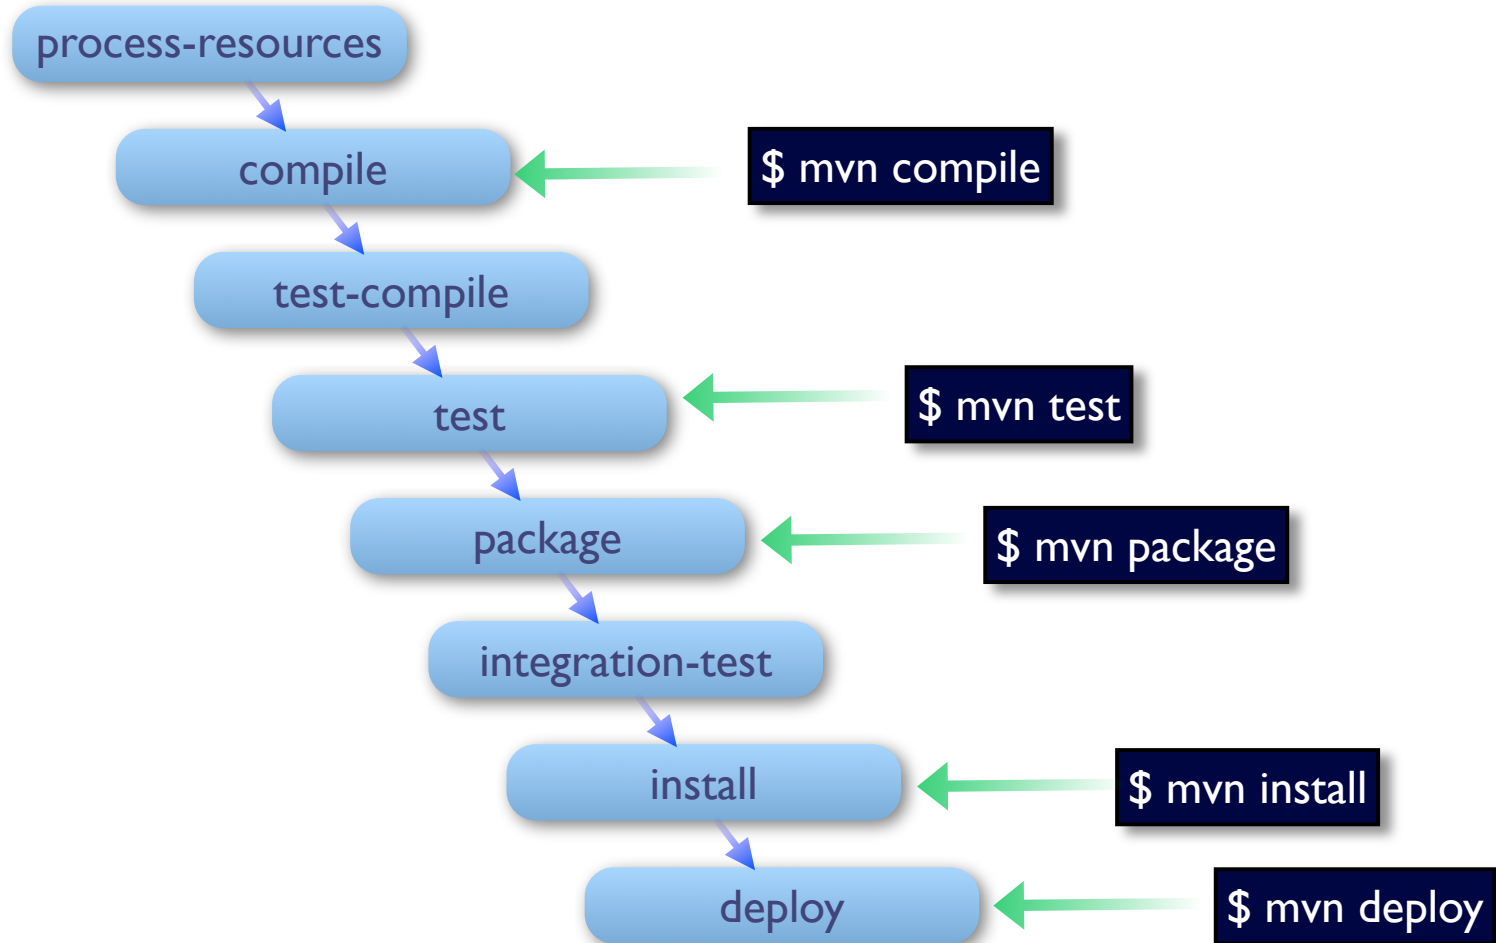 process-resources
compile
$ mvn compile
test-compile
test
$ mvn test
package
$ mvn package
integration-test
install
$ mvn install
deploy
$ mvn deploy